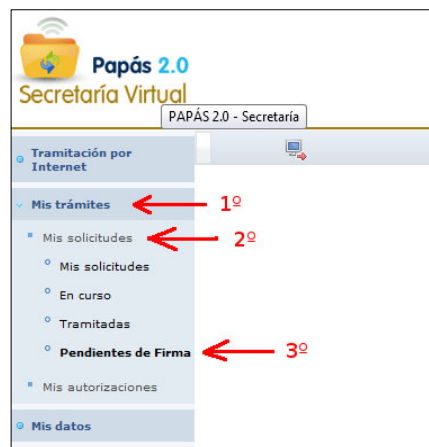 Papás 2.0
Secretaría Virtual
PAPÁS 2.0 - Secretaría
Tramitación por
Internet
Mis trámites 1º
Mis solicitudes 2º
Mis solicitudes
En curso
Tramitadas
Pendientes de Firma 3º
Mis autorizaciones
Mis datos